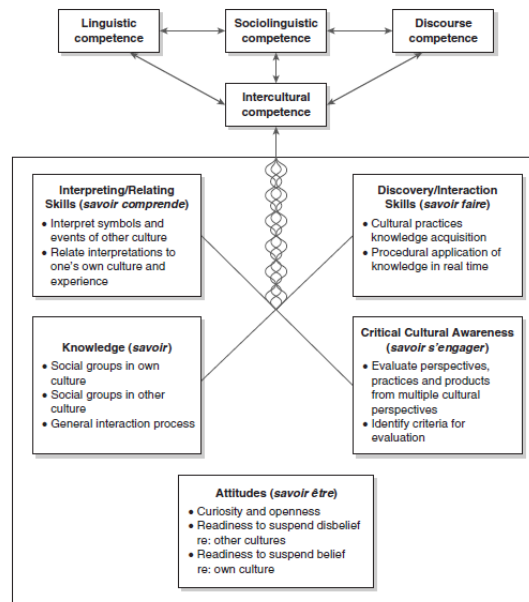 Linguistic
competence
Sociolinguistic
competence
Discourse
competence
Intercultural
competence
Interpreting/Relating
Skills (savoir comprende)
• Interpret symbols and
events of other culture
• Relate interpretations to
one's own culture and
experience
Discovery/Interaction
Skills (savoir faire)
• Cultural practices
knowledge acquisition
• Procedural application of
knowledge in real time
Knowledge (savoir)
• Social groups in own
culture
• Social groups in other
culture
• General interaction process
Critical Cultural Awareness
(savoir s'engager)
• Evaluate perspectives,
practices and products
from multiple cultural
perspectives
• Identify criteria for
evaluation
Attitudes (savoir être)
• Curiosity and openness
• Readiness to suspend disbelief
re: other cultures
• Readiness to suspend belief
re: own culture